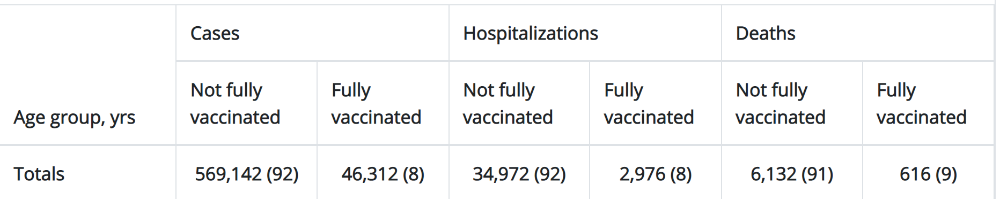 Cases Hospitalizations Deaths
Not fully Fully Not fully Fully Not fully Fully
Age group, yrs vaccinated vaccinated vaccinated vaccinated vaccinated vaccinated
Totals 569,142 (92) 46,312 (8) 34,972 (92) 2,976 (8) 6,132 (91) 616 (9)